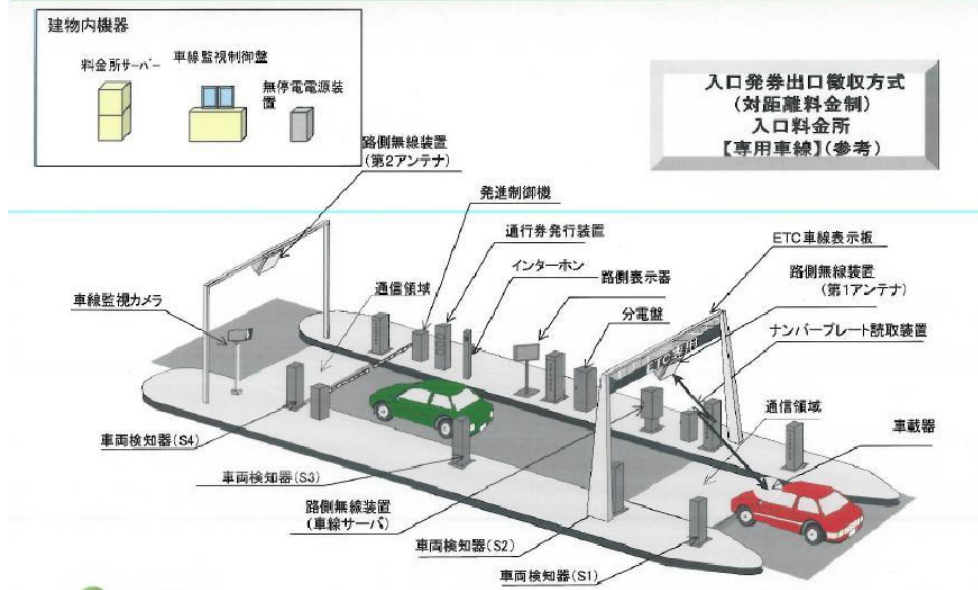 建物内機器
料金所サーバー
車線監視制御盤
無停電電源装
置
入口発券出口徴収方式
(対距離料金制)
入口料金所
【専用車線】(参考)
路側無線装置
(第2アンテナ)
発進制御機
通行券発行装置
インターホン
路側表示器
分電盤
ETC車線表示板
路側無線装置
(第1アンテナ)
ナンバープレート読取装置
車線監視カメラ
通信領域
ETC専用
通信領域
車載器
車両検知器(S4)
車両検知器(S3)
路側無線装置
(車線サーバ)
車両検知器(S2)
車両検知器(S1)